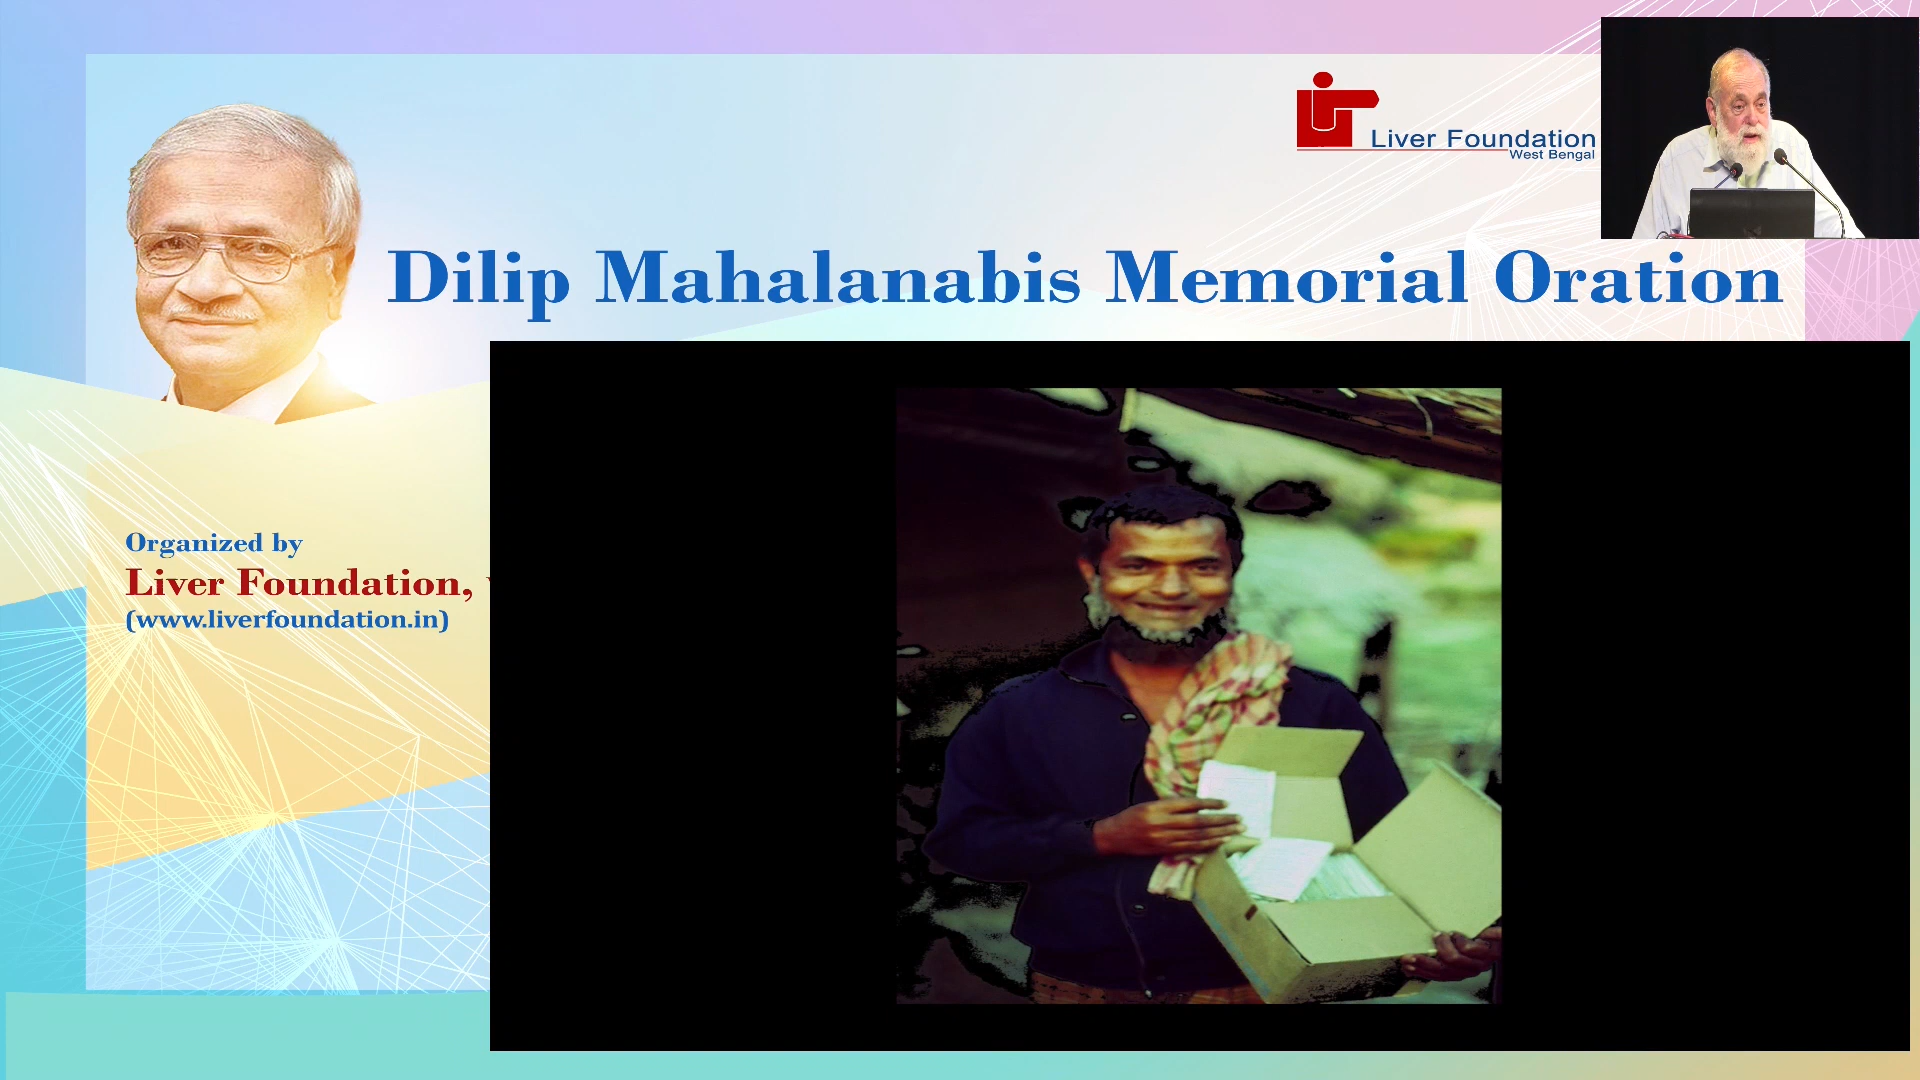 Liver Foundation
West Bengal
Dilip Mahalanabis Memorial Oration
Organized by
Liver Foundation,
(www.liverfoundation.in)